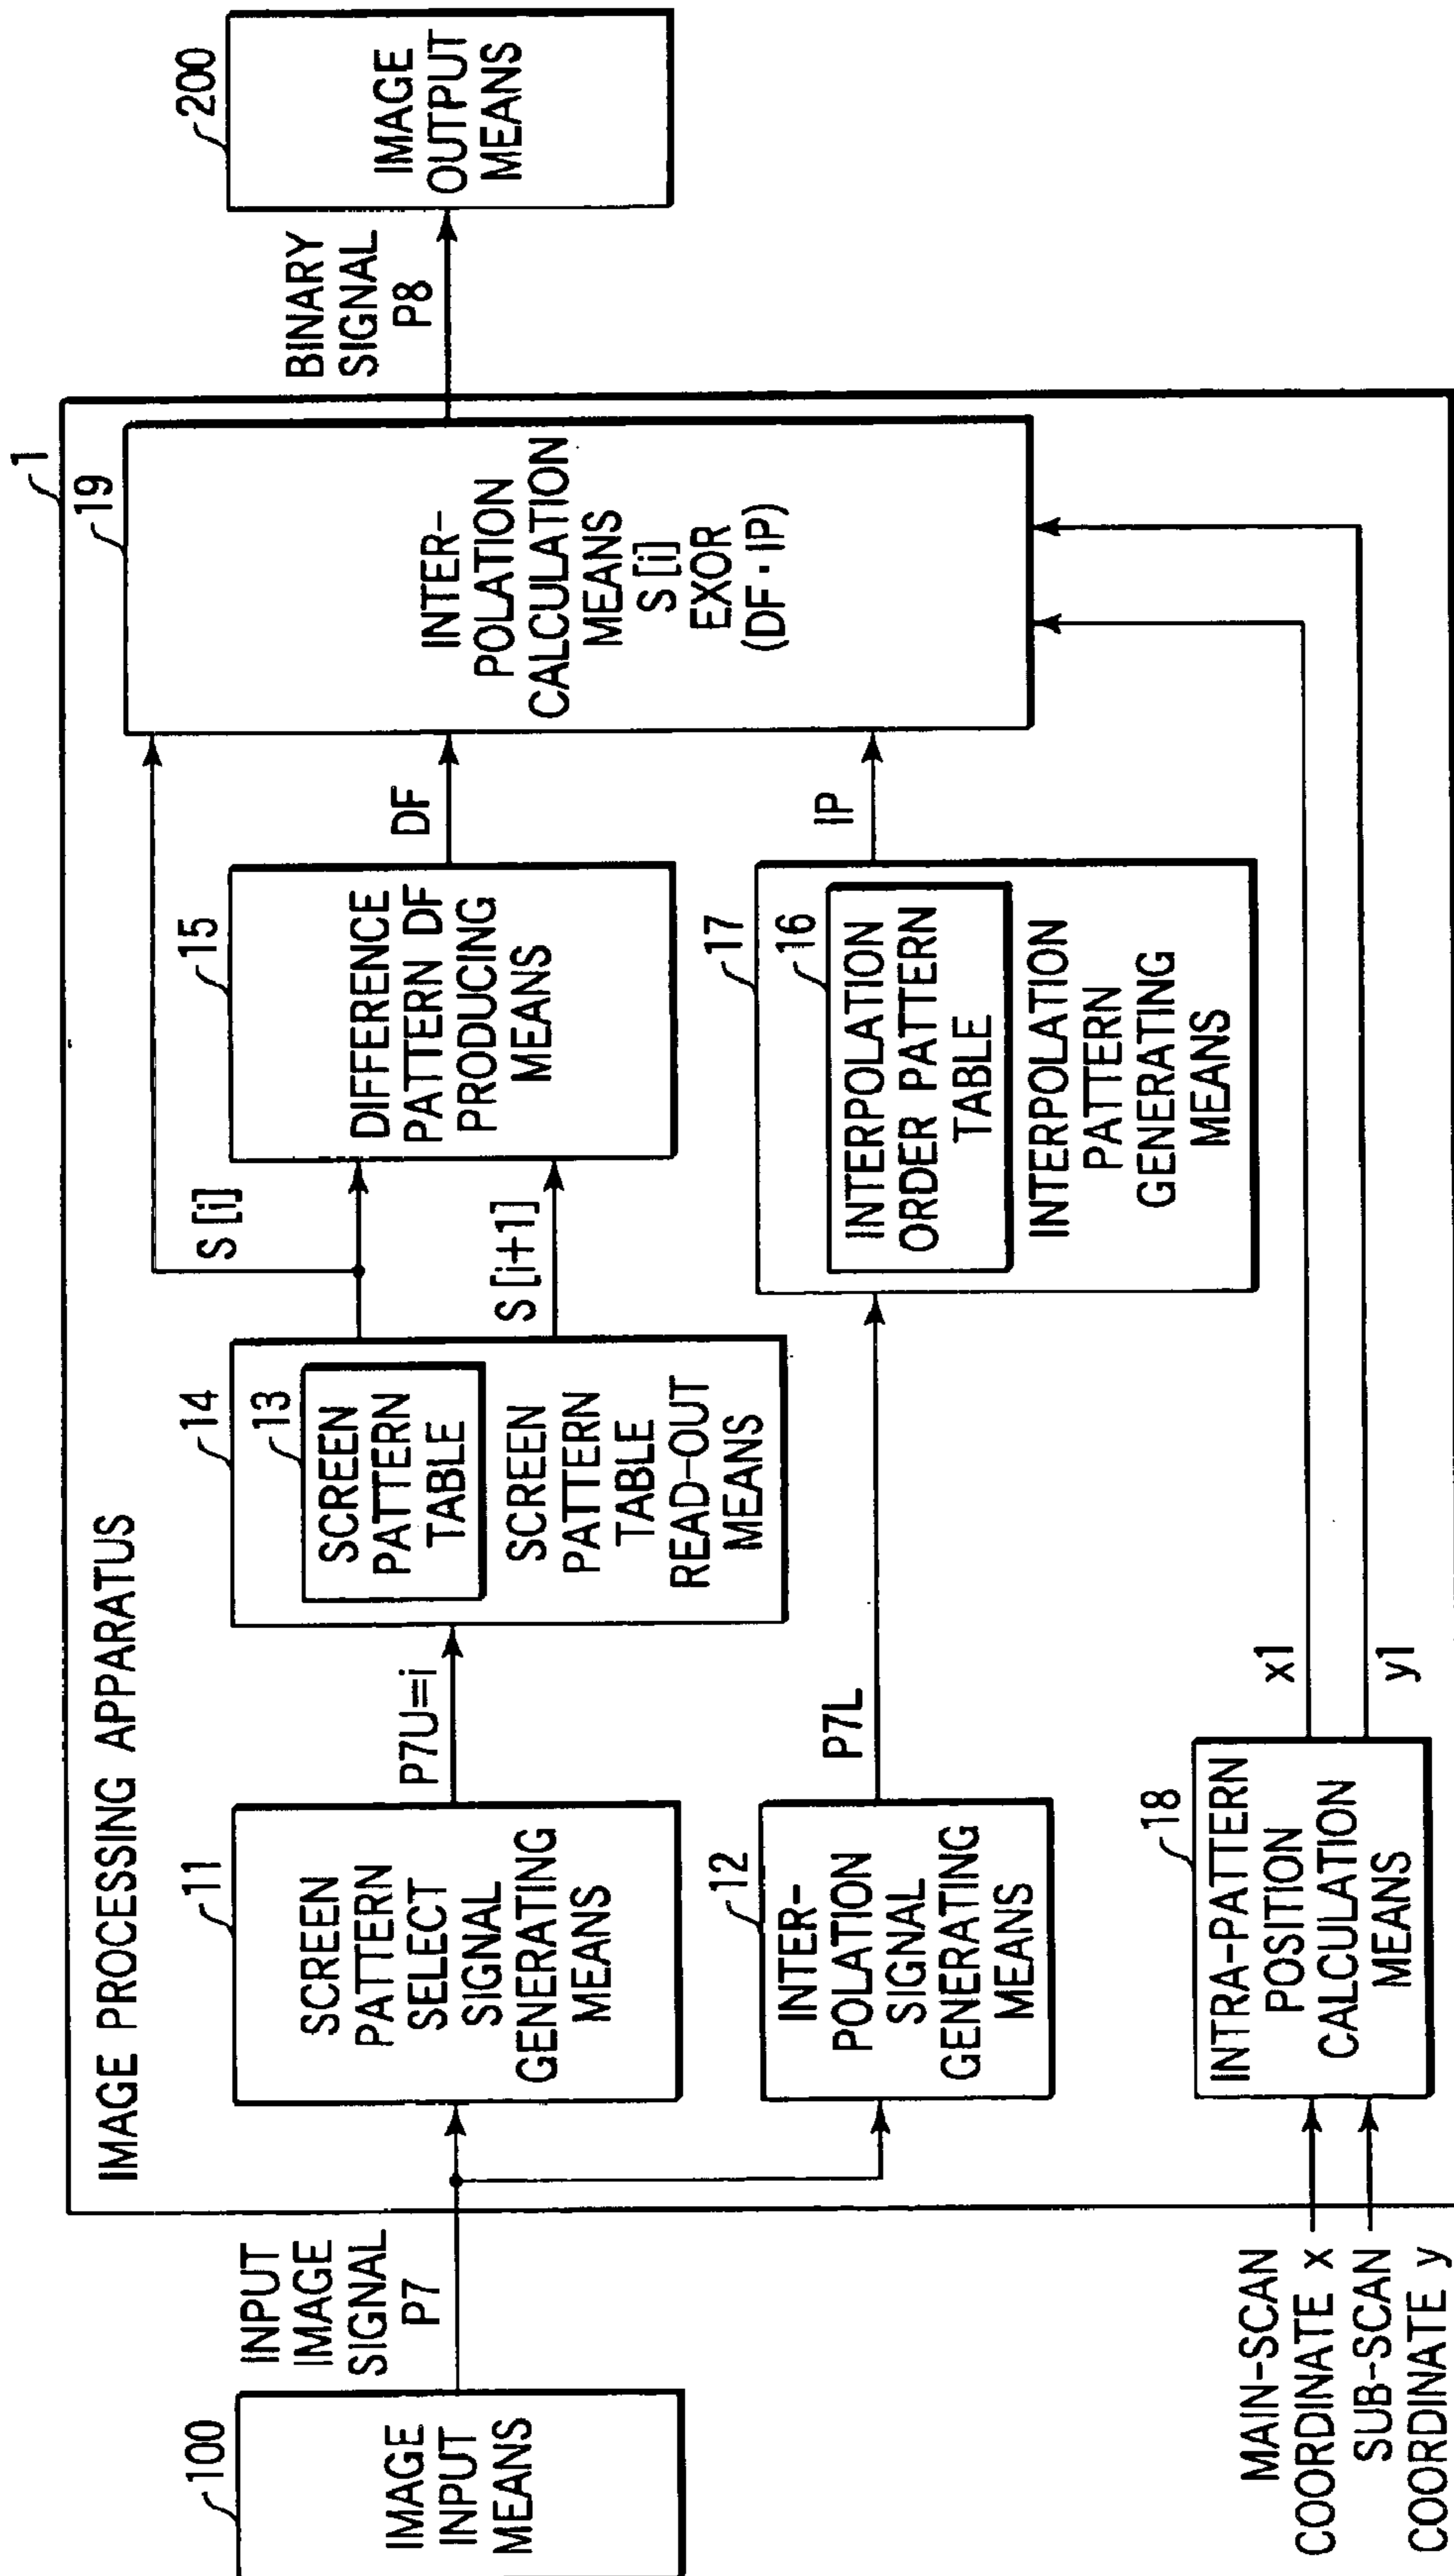 IMAGE PROCESSING APPARATUS
1
100
IMAGE
INPUT
MEANS
INPUT
IMAGE
SIGNAL
P7
11
SCREEN
PATTERN
SELECT
SIGNAL
GENERATING
MEANS
P7U=i
14
13
SCREEN
PATTERN
TABLE
SCREEN
PATTERN
TABLE
READ-OUT
MEANS
S [i]
S [i+1]
15
DIFFERENCE
PATTERN DF
PRODUCING
MEANS
DF
12
INTER-
POLATION
SIGNAL
GENERATING
MEANS
P7L
17
16
INTERPOLATION
ORDER PATTERN
TABLE
INTERPOLATION
PATTERN
GENERATING
MEANS
IP
19
INTER-
POLATION
CALCULATION
MEANS
S [i]
EXOR
(DF·IP)
BINARY
SIGNAL
P8
200
IMAGE
OUTPUT
MEANS
MAIN-SCAN
COORDINATE x
SUB-SCAN
COORDINATE y
18
INTRA-PATTERN
POSITION
CALCULATION
MEANS
x1
y1